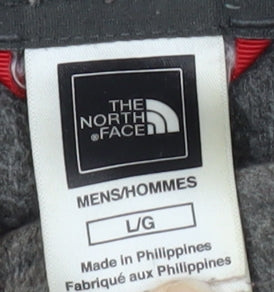 THE
NORTH
®FACE
MENS/HOMMES
L/G
Made in Philippines
Fabriqué aux Philippines